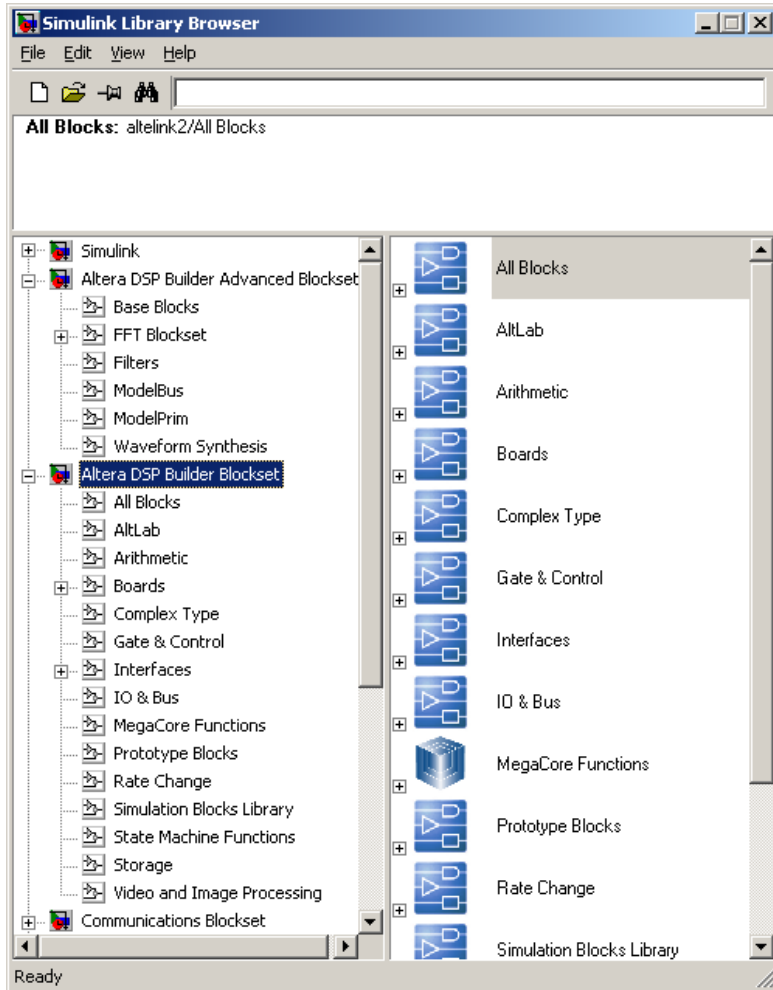 Simulink Library Browser
File Edit View Help
All Blocks: altelink2/All Blocks
Simulink
Altera DSP Builder Advanced Blockset
Base Blocks
FFT Blockset
Filters
ModelBus
ModelPrim
Waveform Synthesis
Altera DSP Builder Blockset
All Blocks
AltLab
Arithmetic
Boards
Complex Type
Gate & Control
Interfaces
IO & Bus
MegaCore Functions
Prototype Blocks
Rate Change
Simulation Blocks Library
State Machine Functions
Storage
Video and Image Processing
Communications Blockset
All Blocks
AltLab
Arithmetic
Boards
Complex Type
Gate & Control
Interfaces
IO & Bus
MegaCore Functions
Prototype Blocks
Rate Change
Simulation Blocks Library
Ready